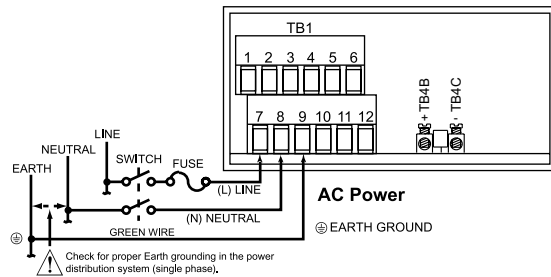 TB1
1 2 3 4 5 6
7 8 9 10 11 12
+ TB4B
- TB4C
LINE
NEUTRAL
EARTH
SWITCH
FUSE
(L) LINE
(N) NEUTRAL
GREEN WIRE
AC Power
EARTH GROUND
! Check for proper Earth grounding in the power
distribution system (single phase).